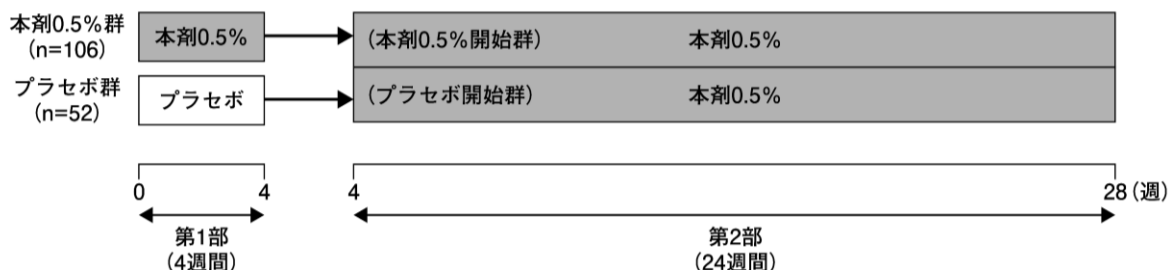 本剤0.5%群
(n=106)
本剤0.5%
(本剤0.5%開始群)
本剤0.5%
プラセボ群
(n=52)
プラセボ
(プラセボ開始群)
本剤0.5%
0
4
4
28(週)
第1部
(4週間)
第2部
(24週間)